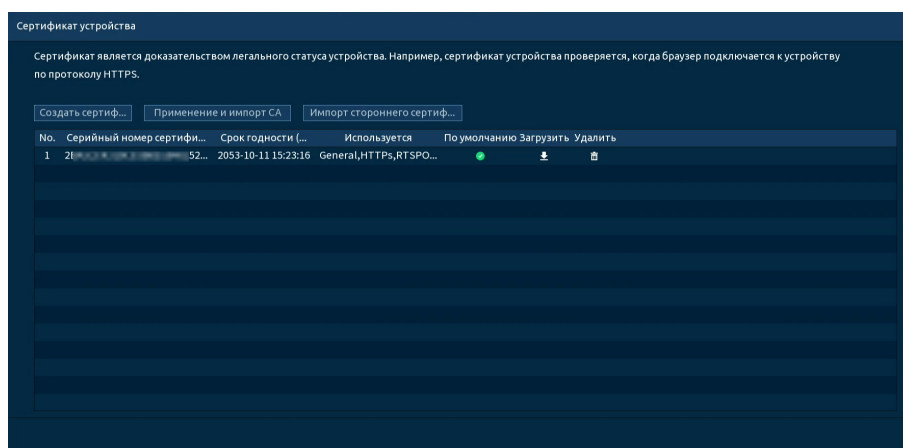 Сертификат устройства
Сертификат является доказательством легального статуса устройства. Например, сертификат устройства проверяется, когда браузер подключается к устройству
по протоколу HTTPS.
Создать сертиф... Применение и импорт CA Импорт стороннего сертиф...
No. Серийный номер сертифи... Срок годности (... Используется По умолчанию Загрузить Удалить
1 52... 2053-10-11 15:23:16 General,HTTPs,RTSPO...